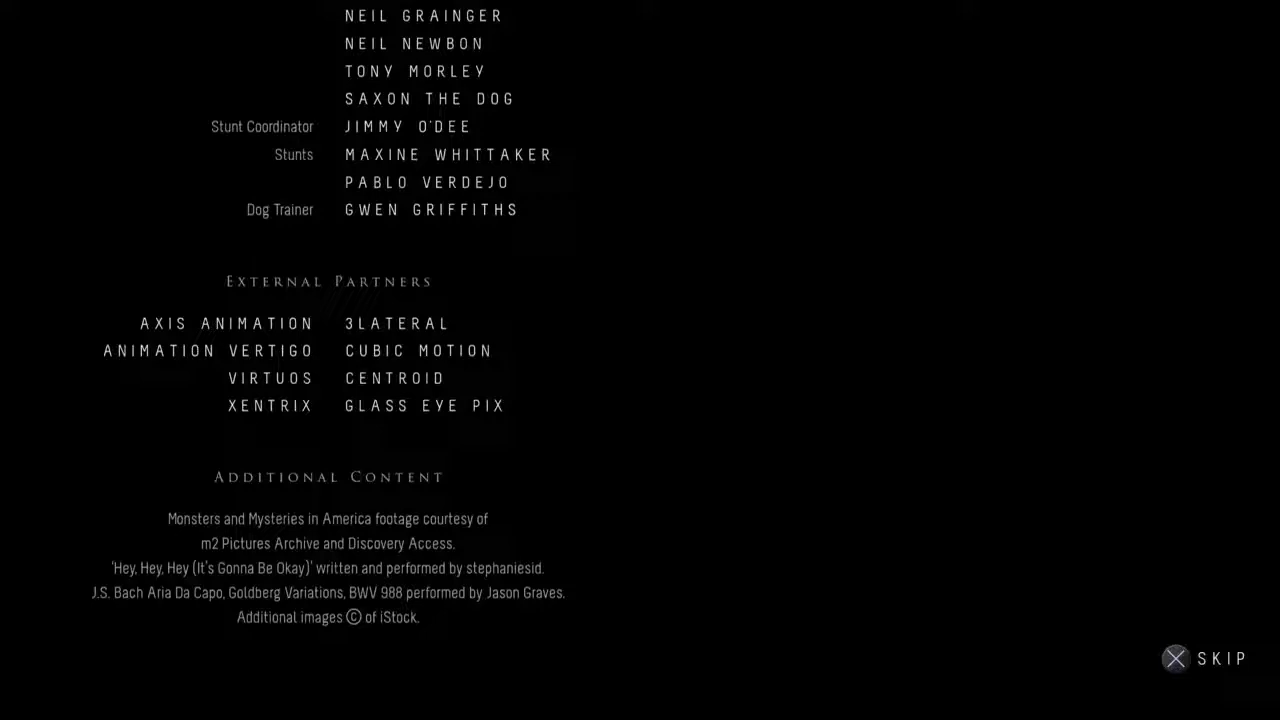 NEIL GRAINGER
NEIL NEWBON
TONY MORLEY
SAXON THE DOG
Stunt Coordinator JIMMY O'DEE
Stunts MAXINE WHITTAKER
PABLO VERDEJO
Dog Trainer GWEN GRIFFITHS
EXTERNAL PARTNERS
AXIS ANIMATION 3LATERAL
ANIMATION VERTIGO CUBIC MOTION
VIRTUOS CENTROID
XENTRIX GLASS EYE PIX
ADDITIONAL CONTENT
Monsters and Mysteries in America footage courtesy of
m2 Pictures Archive and Discovery Access.
'Hey, Hey, Hey (It's Gonna Be Okay)' written and performed by stephaniesid.
J.S. Bach Aria Da Capo, Goldberg Variations, BWV 988 performed by Jason Graves.
Additional images © of iStock.
SKIP